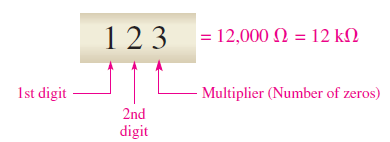 1 2 3 = 12,000 Ω = 12 kΩ
1st digit
Multiplier (Number of zeros)
2nd
digit